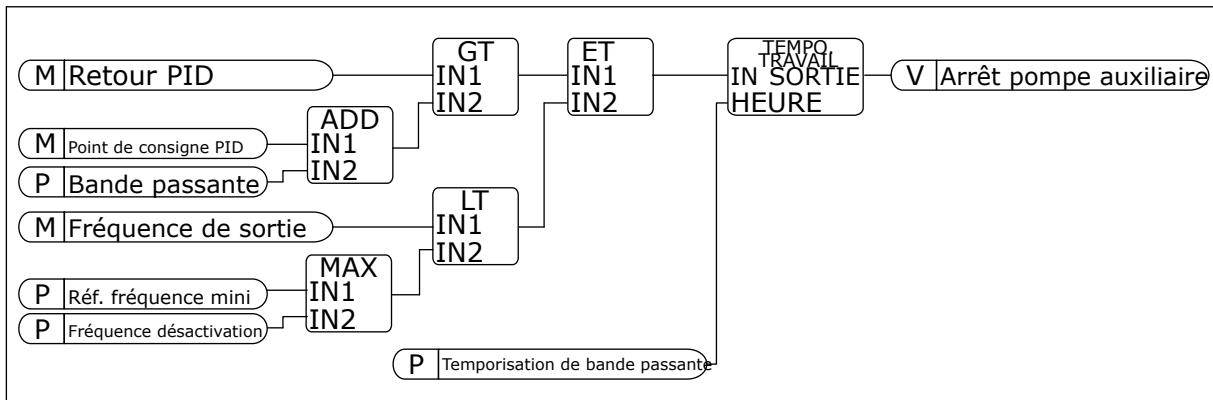 GT
ET
TEMPO.
TRAVAIL
M Retour PID
IN1
IN1
IN SORTIE
V Arrêt pompe auxiliaire
IN2
IN2
HEURE
ADD
M Point de consigne PID
IN1
P Bande passante
IN2
LT
M Fréquence de sortie
IN1
IN2
MAX
P Réf. fréquence mini
IN1
P Fréquence désactivation
IN2
P Temporisation de bande passante